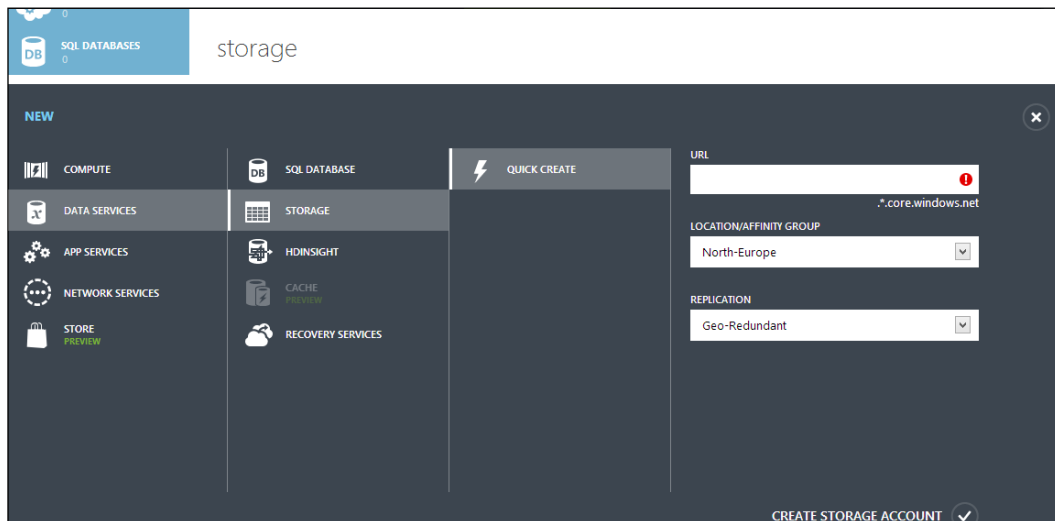 0
SQL DATABASES
0
storage
NEW
COMPUTE
DATA SERVICES
APP SERVICES
NETWORK SERVICES
STORE
PREVIEW
SQL DATABASE
STORAGE
HDINSIGHT
CACHE
PREVIEW
RECOVERY SERVICES
QUICK CREATE
URL
.*.core.windows.net
LOCATION/AFFINITY GROUP
North-Europe
REPLICATION
Geo-Redundant
CREATE STORAGE ACCOUNT